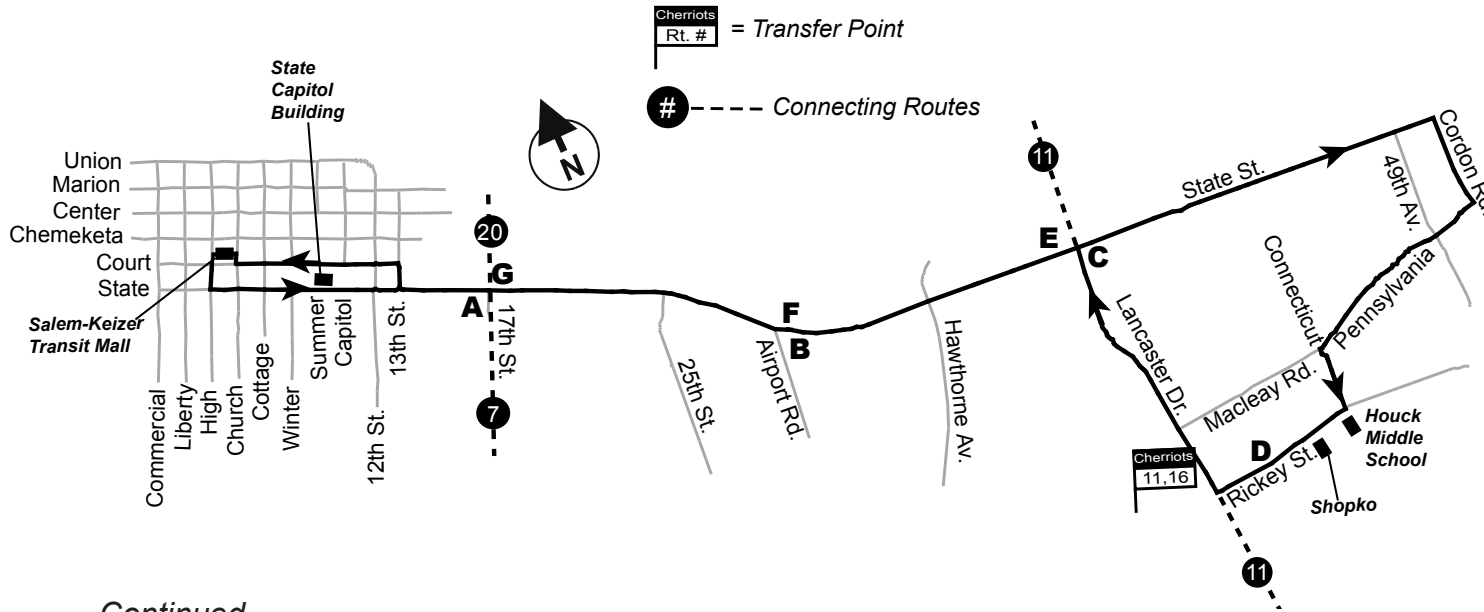 Cherriots
Rt. #
= Transfer Point
#
Connecting Routes
State
Capitol
Building
N
Union
Marion
Center
Chemeketa
Court
State
Salem-Keizer
Transit Mall
Commercial
Liberty
High
Church
Cottage
Winter
Summer
Capitol
12th St.
13th St.
20
G
A
17th St.
7
25th St.
F
B
Airport Rd.
Hawthorne Av.
11
E
C
State St.
Cordon Rd.
49th Av.
Connecticut
Pennsylvania
Lancaster Dr.
Macleay Rd.
D
Rickey St.
Houck
Middle
School
Shopko
Cherriots
11,16
11